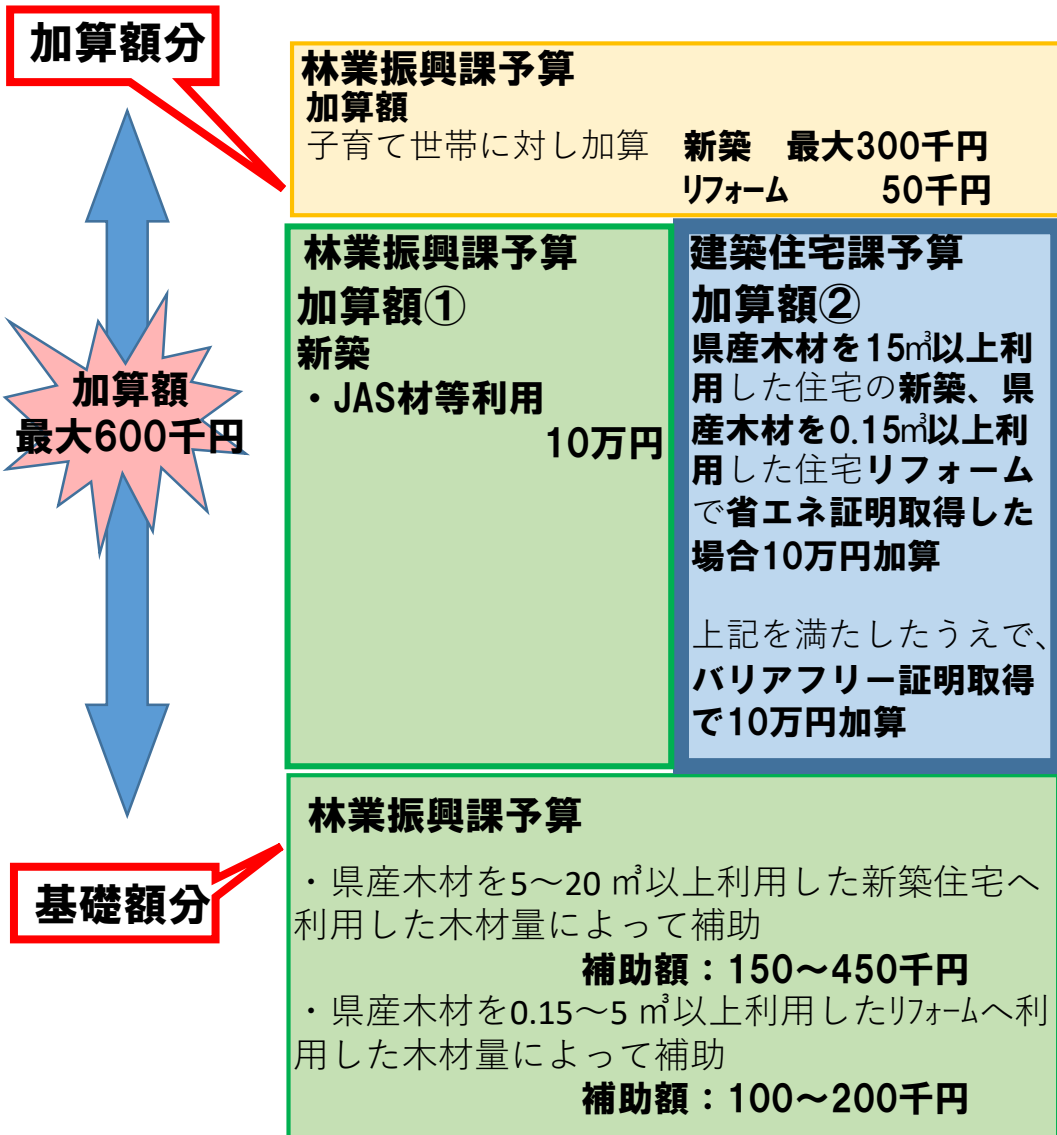 加算額分
林業振興課予算
加算額
子育て世帯に対し加算 新築 最大300千円
リフォーム 50千円
加算額
最大600千円
林業振興課予算
加算額①
新築
・JAS材等利用
10万円
建築住宅課予算
加算額②
県産木材を15㎥以上利
用した住宅の新築、県
産木材を0.15㎥以上利
用した住宅リフォーム
で省エネ証明取得した
場合10万円加算
上記を満たしたうえで、
バリアフリー証明取得
で10万円加算
基礎額分
林業振興課予算
・県産木材を5～20 ㎥以上利用した新築住宅へ
利用した木材量によって補助
補助額：150～450千円
・県産木材を0.15～5 ㎥以上利用したリフォームへ利
用した木材量によって補助
補助額：100～200千円